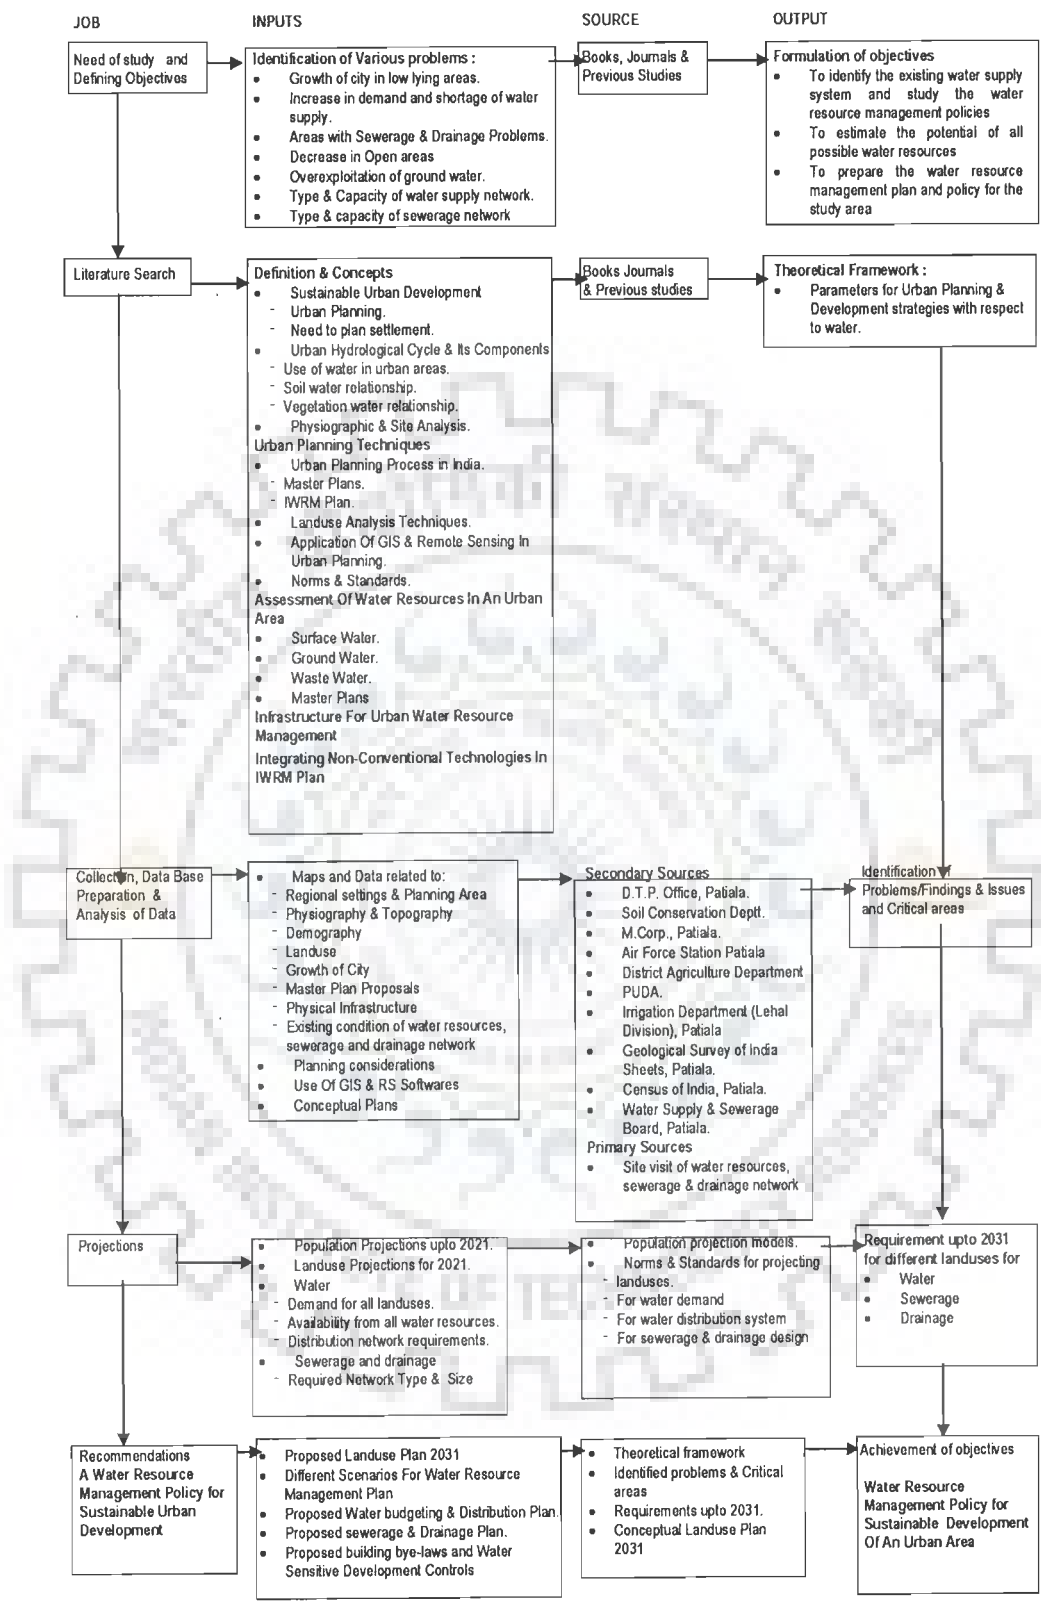 JOB
INPUTS
SOURCE
OUTPUT
Need of study and
Defining Objectives
Identification of Various problems :
• Growth of city in low lying areas.
• Increase in demand and shortage of water
supply.
• Areas with Sewerage & Drainage Problems.
• Decrease in Open areas
• Overexploitation of ground water.
• Type & Capacity of water supply network.
• Type & capacity of sewerage network
Books, Journals &
Previous Studies
Formulation of objectives
• To identify the existing water supply
system and study the water
resource management policies
• To estimate the potential of all
possible water resources
• To prepare the water resource
management plan and policy for the
study area
Literature Search
Definition & Concepts
• Sustainable Urban Development
- Urban Planning.
- Need to plan settlement.
• Urban Hydrological Cycle & Its Components
- Use of water in urban areas.
- Soil water relationship.
- Vegetation water relationship.
• Physiographic & Site Analysis.
Urban Planning Techniques
• Urban Planning Process in India.
- Master Plans.
- IWRM Plan.
• Landuse Analysis Techniques.
• Application Of GIS & Remote Sensing In
Urban Planning.
• Norms & Standards.
Assessment Of Water Resources In An Urban
Area
• Surface Water.
• Ground Water.
• Waste Water.
• Master Plans
Infrastructure For Urban Water Resource
Management
Integrating Non-Conventional Technologies In
IWRM Plan
Books Journals
& Previous studies
Theoretical Framework :
• Parameters for Urban Planning &
Development strategies with respect
to water.
Collection, Data Base
Preparation &
Analysis of Data
• Maps and Data related to:
- Regional settings & Planning Area
- Physiography & Topography
- Demography
- Landuse
- Growth of City
- Master Plan Proposals
- Physical Infrastructure
- Existing condition of water resources,
sewerage and drainage network
• Planning considerations
• Use Of GIS & RS Softwares
• Conceptual Plans
Secondary Sources
• D.T.P. Office, Patiala.
• Soil Conservation Deptt.
• M.Corp., Patiala.
• Air Force Station Patiala
• District Agriculture Department
• PUDA.
• Irrigation Department (Lehal
Division), Patiala
• Geological Survey of India
Sheets, Patiala.
• Census of India, Patiala.
• Water Supply & Sewerage
Board, Patiala.
Primary Sources
• Site visit of water resources,
sewerage & drainage network
Identification of
Problems/Findings & Issues
and Critical areas
Projections
• Population Projections upto 2021.
• Landuse Projections for 2021.
• Water
- Demand for all landuses.
- Availability from all water resources.
- Distribution network requirements.
• Sewerage and drainage
- Required Network Type & Size
• Population projection models.
• Norms & Standards for projecting
- landuses.
- For water demand
- For water distribution system
- For sewerage & drainage design
Requirement upto 2031
for different landuses for
• Water
• Sewerage
• Drainage
Recommendations
A Water Resource
Management Policy for
Sustainable Urban
Development
• Proposed Landuse Plan 2031
• Different Scenarios For Water Resource
Management Plan
• Proposed Water budgeting & Distribution Plan.
• Proposed sewerage & Drainage Plan.
• Proposed building bye-laws and Water
Sensitive Development Controls
• Theoretical framework
• Identified problems & Critical
areas
• Requirements upto 2031.
• Conceptual Landuse Plan
2031
Achievement of objectives
Water Resource
Management Policy for
Sustainable Development
Of An Urban Area